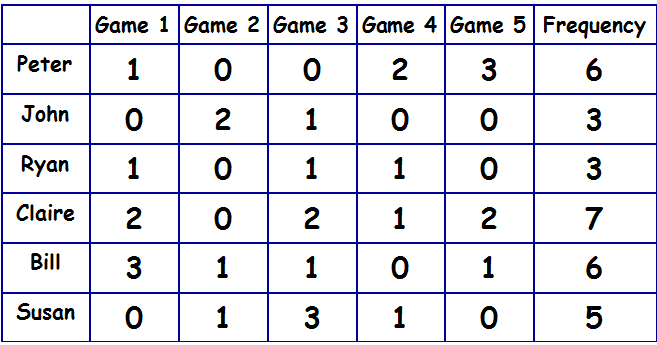 Game 1 Game 2 Game 3 Game 4 Game 5 Frequency
Peter 1 0 0 2 3 6
John 0 2 1 0 0 3
Ryan 1 0 1 1 0 3
Claire 2 0 2 1 2 7
Bill 3 1 1 0 1 6
Susan 0 1 3 1 0 5